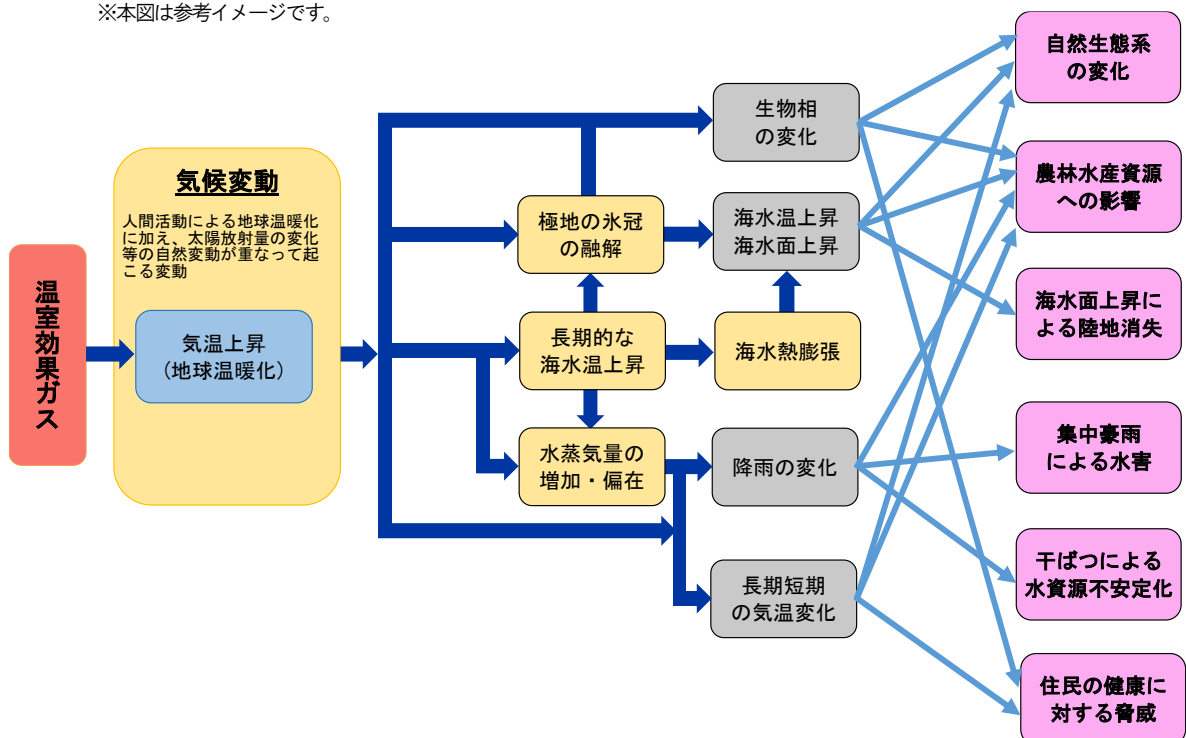 ※本図は参考イメージです。
温室効果ガス
気候変動
人間活動による地球温暖化
に加え、太陽放射量の変化
等の自然変動が重なって起
こる変動
気温上昇
(地球温暖化)
極地の氷冠
の融解
長期的な
海水温上昇
水蒸気量の
増加・偏在
生物相
の変化
海水温上昇
海水面上昇
海水熱膨張
降雨の変化
長期短期
の気温変化
自然生態系
の変化
農林水産資源
への影響
海水面上昇に
よる陸地消失
集中豪雨
による水害
干ばつによる
水資源不安定化
住民の健康に
対する脅威